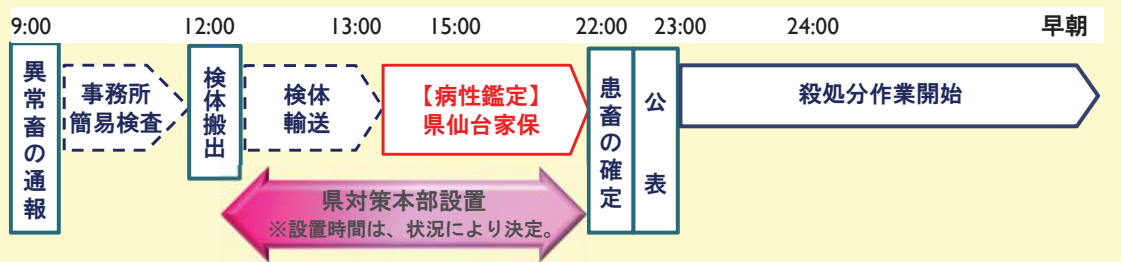 9:00 12:00 13:00 15:00 22:00 23:00 24:00 早朝
異常畜の通報
事務所
簡易検査
検体搬出
検体
輸送
【病性鑑定】
県仙台家保
患畜の確定
公表
殺処分作業開始
県対策本部設置
※設置時間は、状況により決定。